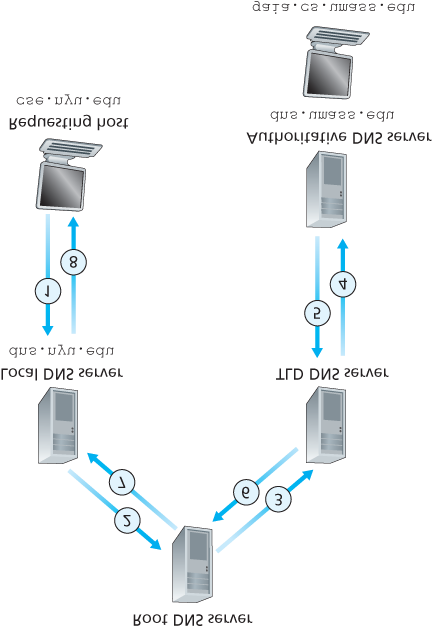 Root DNS server
2
3
6
7
Local DNS server
dns.nyu.edu
TLD DNS server
5
4
1
8
Requesting host
cse.nyu.edu
Authoritative DNS server
dns.umass.edu
gaia.cs.umass.edu